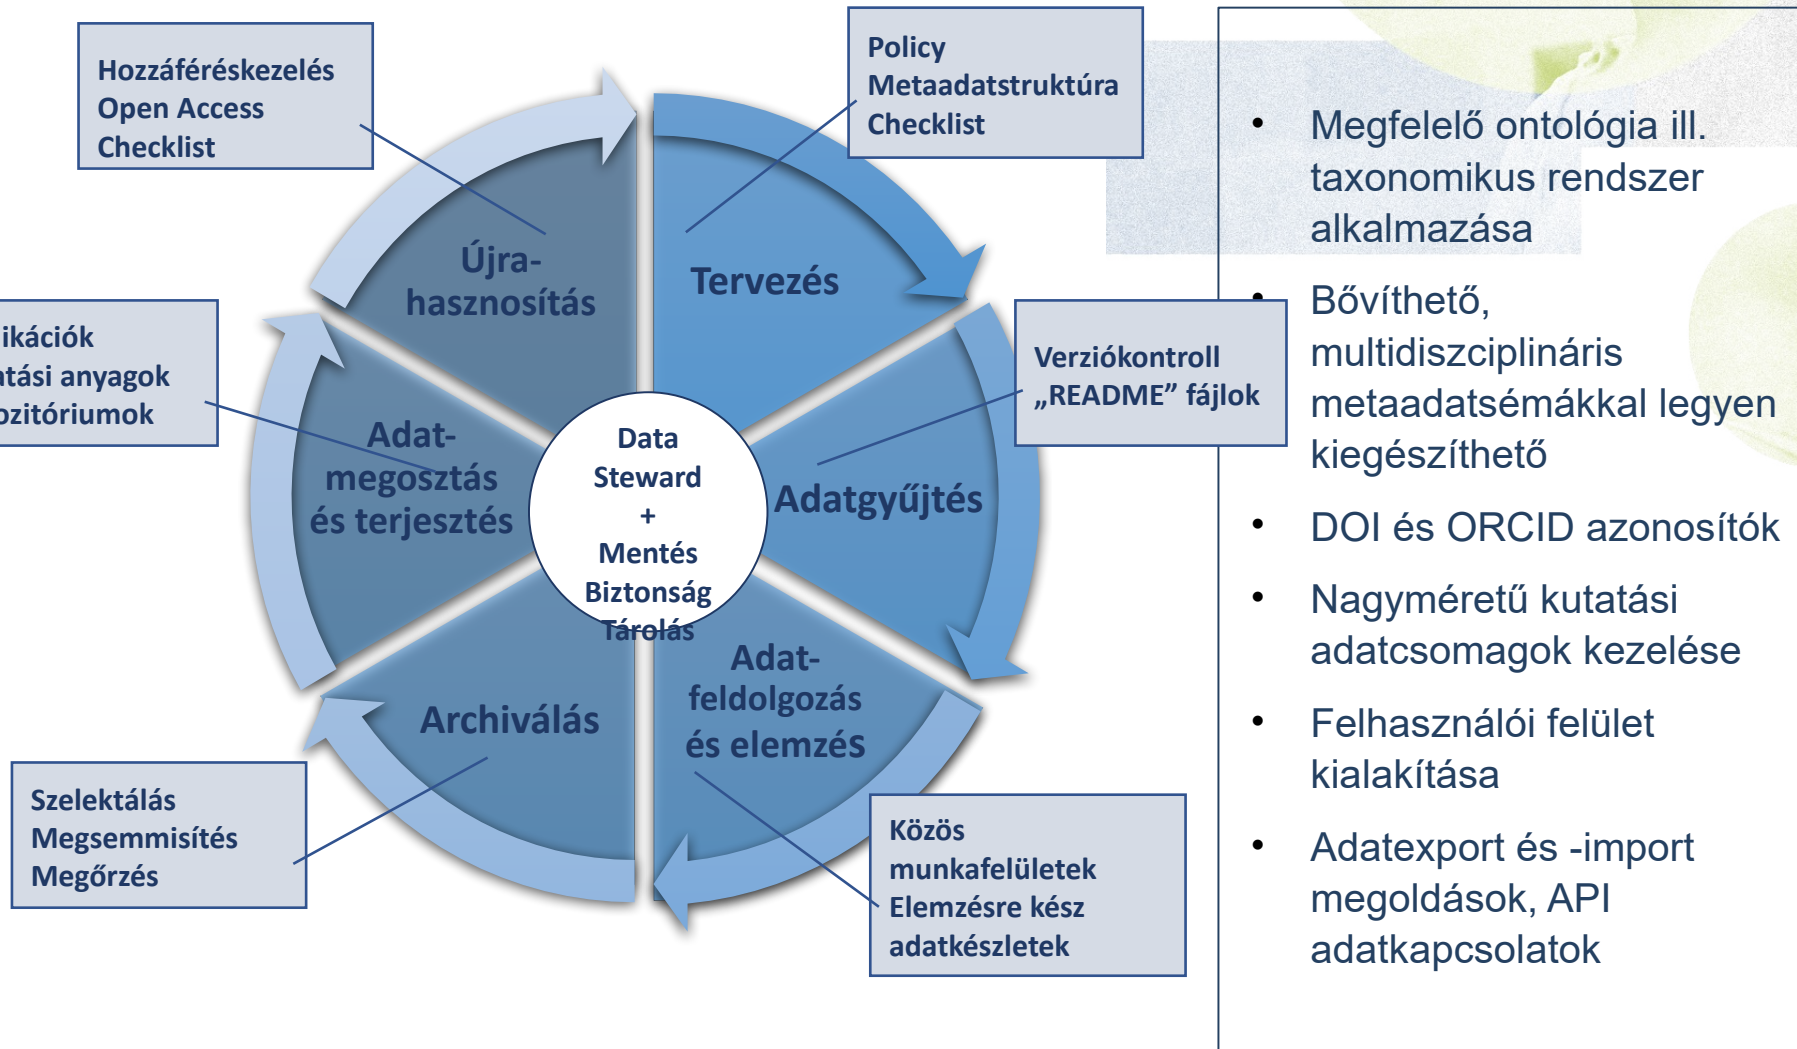 Hozzáféréskezelés
Open Access
Checklist
Policy
Metaadatstruktúra
Checklist
Újra-
hasznosítás
Tervezés
Verziókontroll
„README” fájlok
anyagok
Adat-
megosztás
és terjesztés
Data
Steward
+
Mentés
Biztonság
Tárolás
Adatgyűjtés
Archiválás
Adat-
feldolgozás
és elemzés
Szelektálás
Megsemmisítés
Megőrzés
Közös
munkafelületek
Elemzésre kész
adatkészletek
• Megfelelő ontológia ill.
taxonomikus rendszer
alkalmazása
• Bővíthető,
multidiszciplináris
metaadatsémákkal legyen
kiegészíthető
• DOI és ORCID azonosítók
• Nagyméretű kutatási
adatcsomagok kezelése
• Felhasználói felület
kialakítása
• Adatexport és -import
megoldások, API
adatkapcsolatok